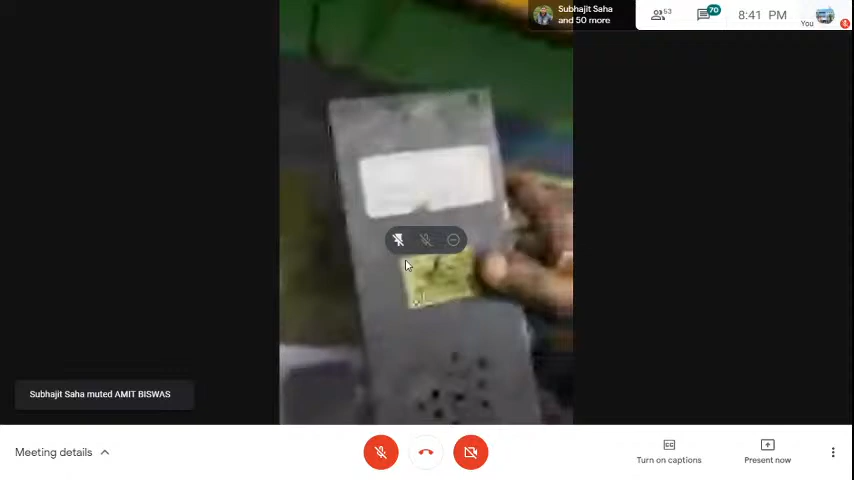 Subhajit Saha
and 50 more
53
70
8:41 PM
You
Subhajit Saha muted AMIT BISWAS
Meeting details
Turn on captions
Present now